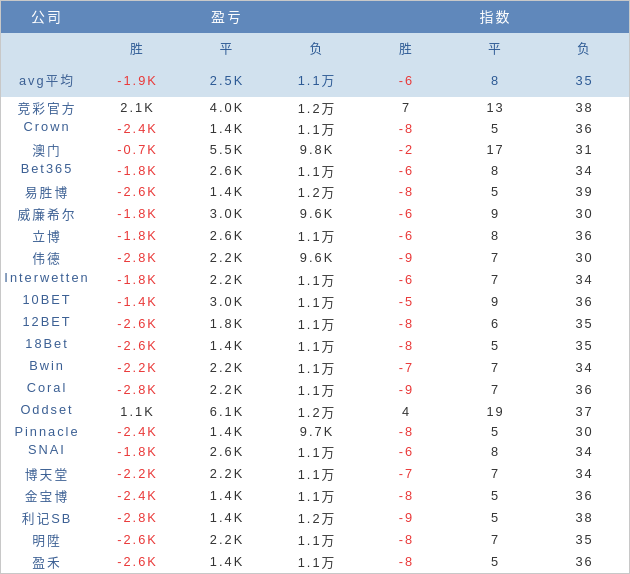 公司 盈亏 指数
胜 平 负 胜 平 负
avg平均 -1.9K 2.5K 1.1万 -6 8 35
竞彩官方 2.1K 4.0K 1.2万 7 13 38
Crown -2.4K 1.4K 1.1万 -8 5 36
澳门 -0.7K 5.5K 9.8K -2 17 31
Bet365 -1.8K 2.6K 1.1万 -6 8 34
易胜博 -2.6K 1.4K 1.2万 -8 5 39
威廉希尔 -1.8K 3.0K 9.6K -6 9 30
立博 -1.8K 2.6K 1.1万 -6 8 36
伟德 -2.8K 2.2K 9.6K -9 7 30
Interwetten -1.8K 2.2K 1.1万 -6 7 34
10BET -1.4K 3.0K 1.1万 -5 9 36
12BET -2.6K 1.8K 1.1万 -8 6 35
18Bet -2.6K 1.4K 1.1万 -8 5 35
Bwin -2.2K 2.2K 1.1万 -7 7 34
Coral -2.8K 2.2K 1.1万 -9 7 36
Oddset 1.1K 6.1K 1.2万 4 19 37
Pinnacle -2.4K 1.4K 9.7K -8 5 30
SNAI -1.8K 2.6K 1.1万 -6 8 34
博天堂 -2.2K 2.2K 1.1万 -7 7 34
金宝博 -2.4K 1.4K 1.1万 -8 5 36
利记SB -2.8K 1.4K 1.2万 -9 5 38
明陞 -2.6K 2.2K 1.1万 -8 7 35
盈禾 -2.6K 1.4K 1.1万 -8 5 36